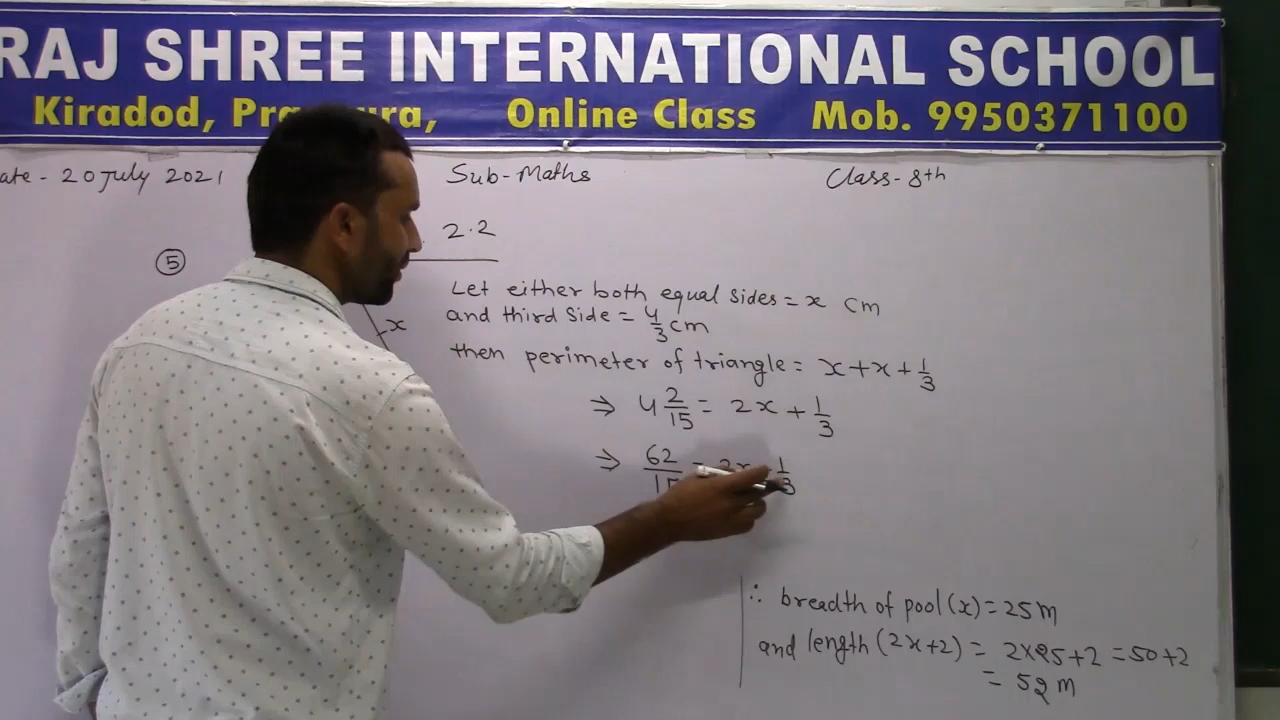 RAJ SHREE INTERNATIONAL SCHOOL
Kiradod, Online Class Mob. 9950371100
ate - 20 July 2021 Sub-Maths Class-8th
2.2
5
Let either both equal sides = x cm
and third side = 4/3 cm
x
then perimeter of triangle = x+x+1/3
⇒ 4 2/15 = 2x + 1/3
⇒ 62/15 = 2x + 1/3
∴ breadth of pool (x) = 25 m
and length (2x+2) = 2×25+2 = 50+2
= 52 m